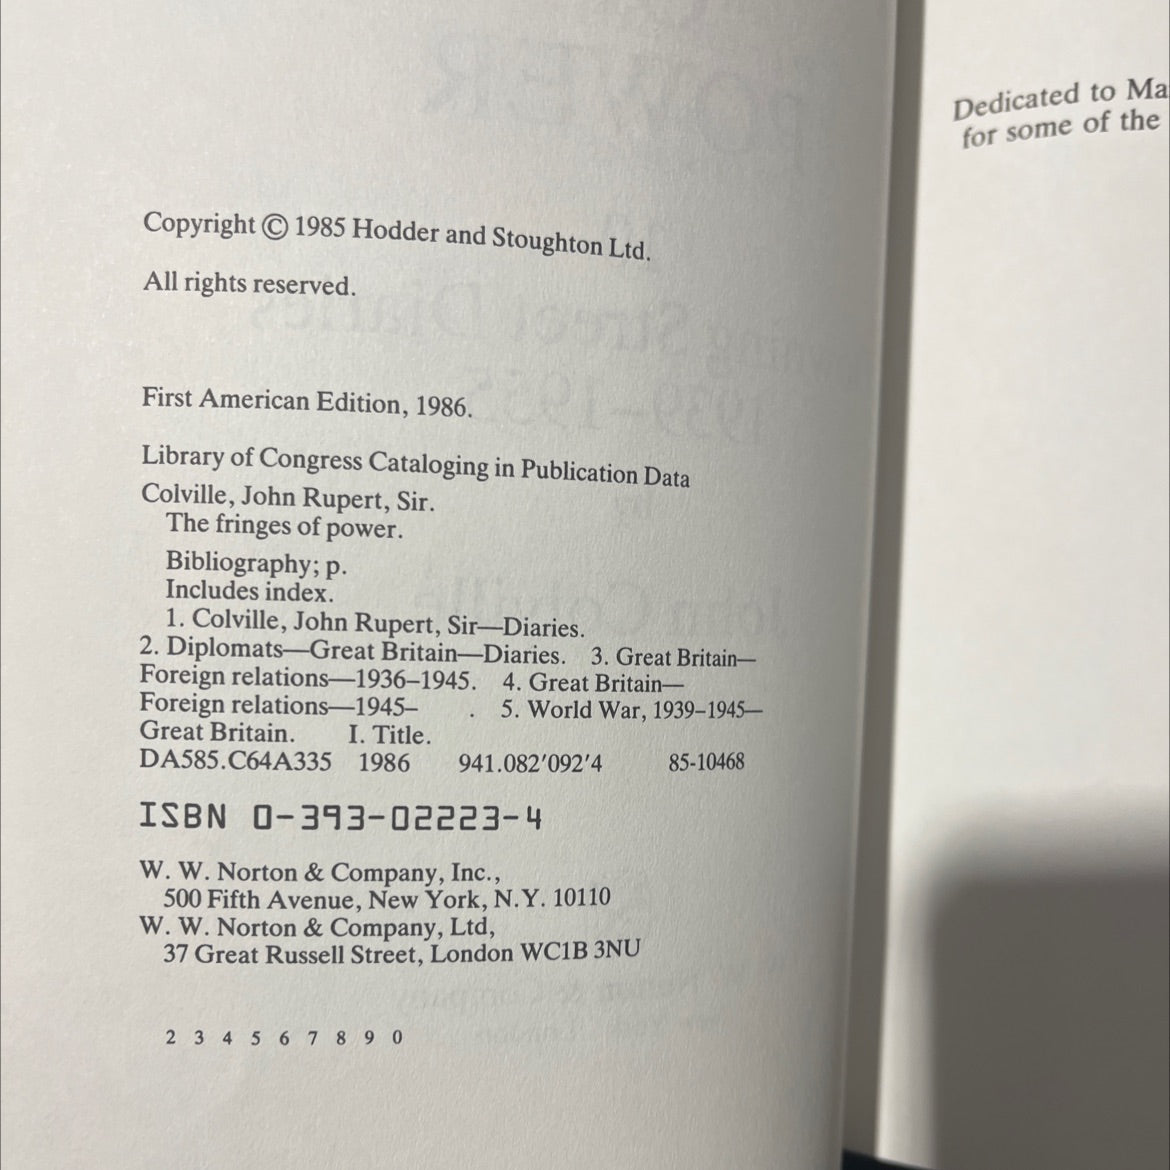 Copyright © 1985 Hodder and Stoughton Ltd.
All rights reserved.
First American Edition, 1986.
Library of Congress Cataloging in Publication Data
Colville, John Rupert, Sir.
The fringes of power.
Bibliography; p.
Includes index.
1. Colville, John Rupert, Sir—Diaries.
2. Diplomats—Great Britain—Diaries. 3. Great Britain—
Foreign relations—1936–1945. 4. Great Britain—
Foreign relations—1945– . 5. World War, 1939–1945—
Great Britain. I. Title.
DA585.C64A335 1986 941.082'092'4 85-10468
ISBN 0-393-02223-4
W. W. Norton & Company, Inc.,
500 Fifth Avenue, New York, N.Y. 10110
W. W. Norton & Company, Ltd,
37 Great Russell Street, London WC1B 3NU
2 3 4 5 6 7 8 9 0
Dedicated to Ma
for some of the